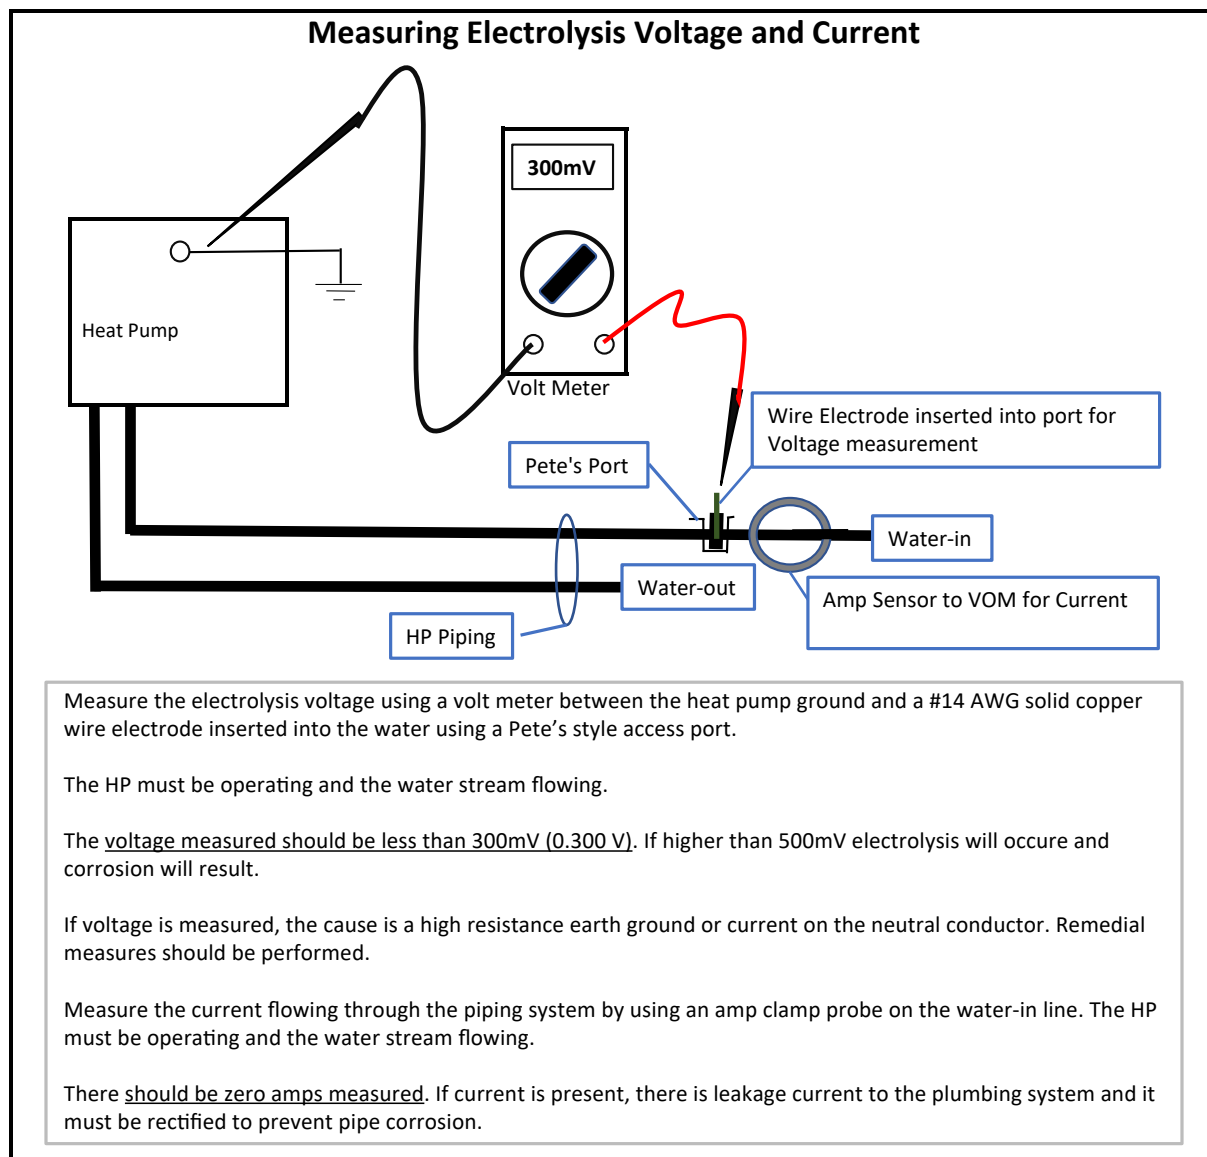 Measuring Electrolysis Voltage and Current
300mV
Heat Pump
Volt Meter
Wire Electrode inserted into port for
Voltage measurement
Pete's Port
Water-in
Water-out
Amp Sensor to VOM for Current
HP Piping
Measure the electrolysis voltage using a volt meter between the heat pump ground and a #14 AWG solid copper
wire electrode inserted into the water using a Pete’s style access port.
The HP must be operating and the water stream flowing.
The voltage measured should be less than 300mV (0.300 V). If higher than 500mV electrolysis will occure and
corrosion will result.
If voltage is measured, the cause is a high resistance earth ground or current on the neutral conductor. Remedial
measures should be performed.
Measure the current flowing through the piping system by using an amp clamp probe on the water-in line. The HP
must be operating and the water stream flowing.
There should be zero amps measured. If current is present, there is leakage current to the plumbing system and it
must be rectified to prevent pipe corrosion.